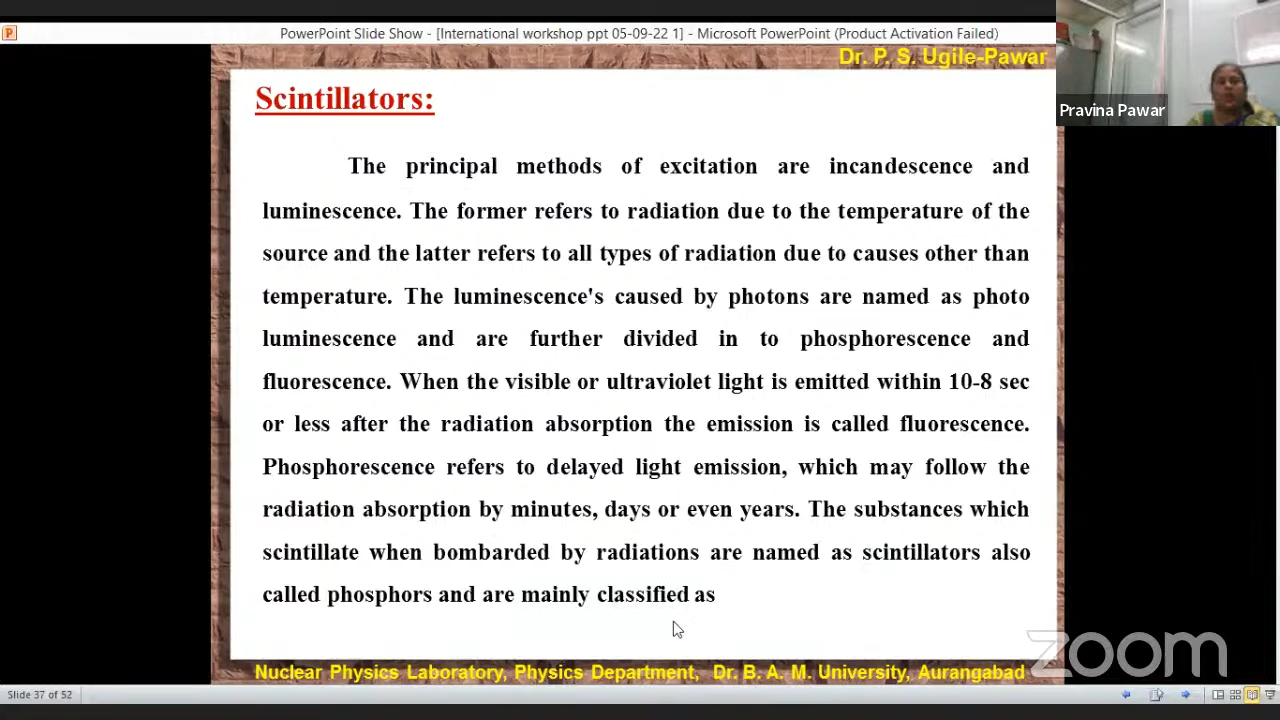 PowerPoint Slide Show - [International workshop ppt 05-09-22 1] - Microsoft PowerPoint (Product Activation Failed)
Dr. P. S. Ugile-Pawar
Pravina Pawar
Scintillators:
The principal methods of excitation are incandescence and
luminescence. The former refers to radiation due to the temperature of the
source and the latter refers to all types of radiation due to causes other than
temperature. The luminescence's caused by photons are named as photo
luminescence and are further divided in to phosphorescence and
fluorescence. When the visible or ultraviolet light is emitted within 10-8 sec
or less after the radiation absorption the emission is called fluorescence.
Phosphorescence refers to delayed light emission, which may follow the
radiation absorption by minutes, days or even years. The substances which
scintillate when bombarded by radiations are named as scintillators also
called phosphors and are mainly classified as
zoom
Nuclear Physics Laboratory, Physics Department, Dr. B. A. M. University, Aurangabad
Slide 37 of 52